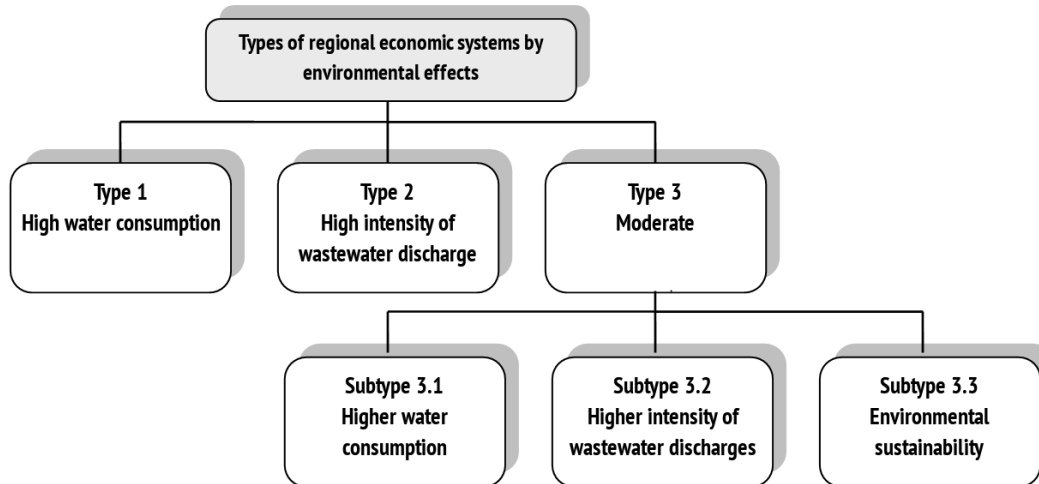 Types of regional economic systems by
environmental effects
Type 1
High water consumption
Type 2
High intensity of
wastewater discharge
Type 3
Moderate
Subtype 3.1
Higher water
consumption
Subtype 3.2
Higher intensity of
wastewater discharges
Subtype 3.3
Environmental
sustainability